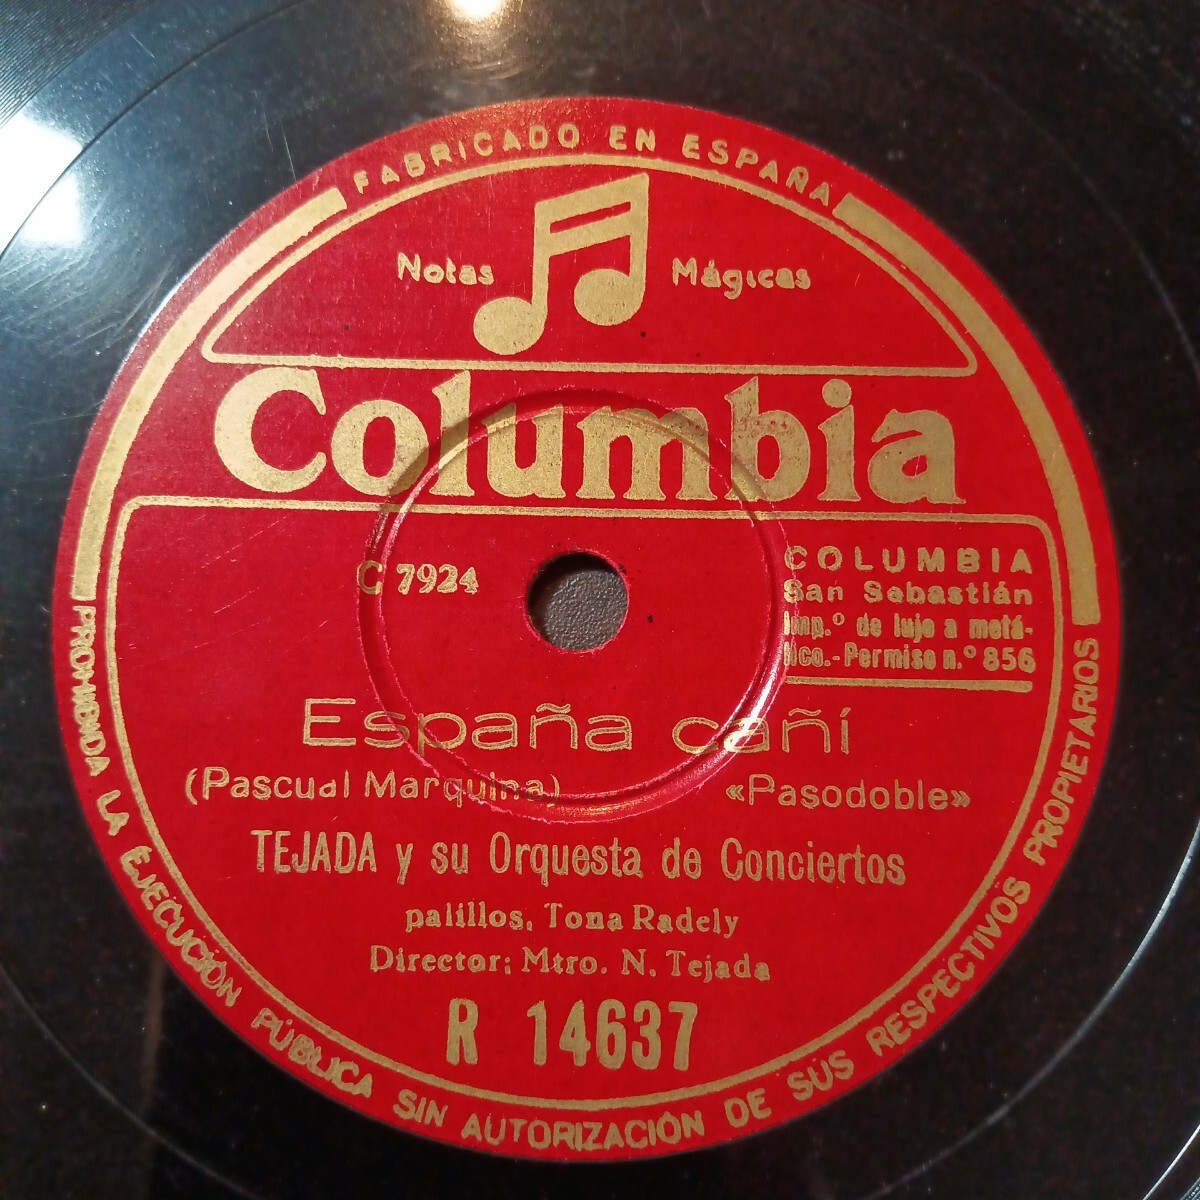 FABRICADO EN ESPAÑA
Notas Mágicas
Columbia
C 7924
COLUMBIA
San Sebastián
Imp.º de lujo a metá-
lico.-Permiso n.º 856
España cañí
(Pascual Marquina) «Pasodoble»
TEJADA y su Orquesta de Conciertos
palillos, Tona Radely
Director: Mtro. N. Tejada
R 14637
PROHIBIDA LA EJECUCIÓN PÚBLICA SIN AUTORIZACIÓN DE SUS RESPECTIVOS PROPIETARIOS